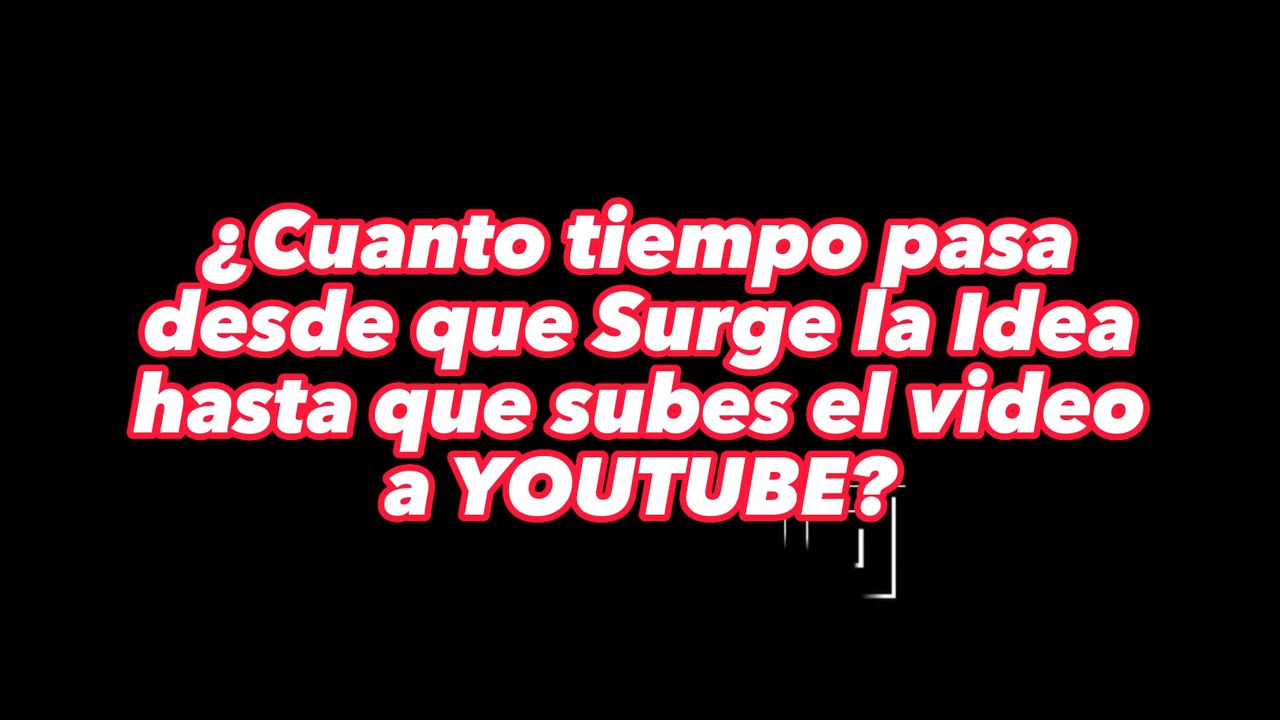 ¿Cuanto tiempo pasa
desde que Surge la Idea
hasta que subes el video
a YOUTUBE?